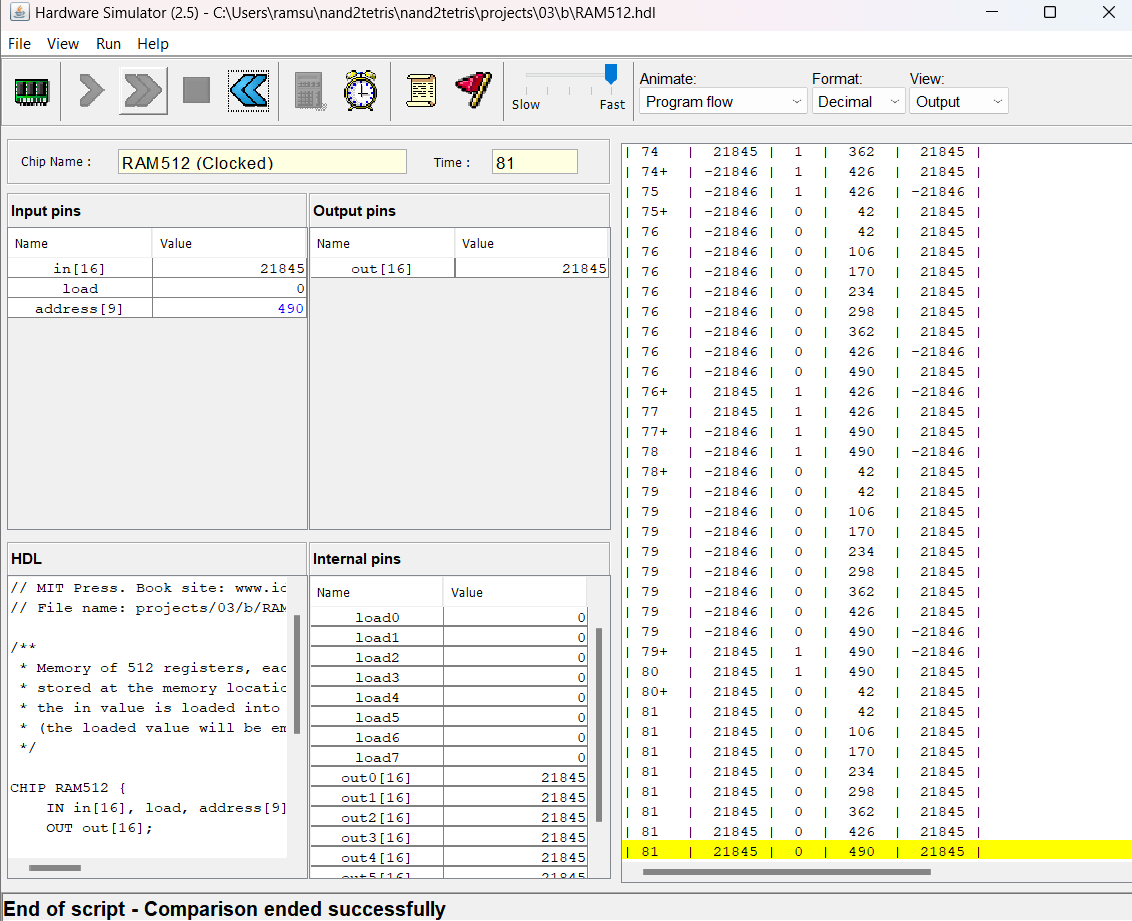 Hardware Simulator (2.5) - C:\Users\ramsu\nand2tetris\nand2tetris\projects\03\b\RAM512.hdl
File View Run Help
Slow Fast
Animate: Format: View:
Program flow Decimal Output
Chip Name : RAM512 (Clocked) Time : 81
Input pins
Name Value
in[16] 21845
load 0
address[9] 490
Output pins
Name Value
out[16] 21845
HDL
// MIT Press. Book site: www.ic
// File name: projects/03/b/RAM
/**
* Memory of 512 registers, eac
* stored at the memory locatio
* the in value is loaded into
* (the loaded value will be em
*/
CHIP RAM512 {
IN in[16], load, address[9]
OUT out[16];
Internal pins
Name Value
load0 0
load1 0
load2 0
load3 0
load4 0
load5 0
load6 0
load7 0
out0[16] 21845
out1[16] 21845
out2[16] 21845
out3[16] 21845
out4[16] 21845
out5[16] 21845
| 74 | 21845 | 1 | 362 | 21845 |
| 74+ | -21846 | 1 | 426 | 21845 |
| 75 | -21846 | 1 | 426 | -21846 |
| 75+ | -21846 | 0 | 42 | 21845 |
| 76 | -21846 | 0 | 42 | 21845 |
| 76 | -21846 | 0 | 106 | 21845 |
| 76 | -21846 | 0 | 170 | 21845 |
| 76 | -21846 | 0 | 234 | 21845 |
| 76 | -21846 | 0 | 298 | 21845 |
| 76 | -21846 | 0 | 362 | 21845 |
| 76 | -21846 | 0 | 426 | -21846 |
| 76 | -21846 | 0 | 490 | 21845 |
| 76+ | 21845 | 1 | 426 | -21846 |
| 77 | 21845 | 1 | 426 | 21845 |
| 77+ | -21846 | 1 | 490 | 21845 |
| 78 | -21846 | 1 | 490 | -21846 |
| 78+ | -21846 | 0 | 42 | 21845 |
| 79 | -21846 | 0 | 42 | 21845 |
| 79 | -21846 | 0 | 106 | 21845 |
| 79 | -21846 | 0 | 170 | 21845 |
| 79 | -21846 | 0 | 234 | 21845 |
| 79 | -21846 | 0 | 298 | 21845 |
| 79 | -21846 | 0 | 362 | 21845 |
| 79 | -21846 | 0 | 426 | 21845 |
| 79 | -21846 | 0 | 490 | -21846 |
| 79+ | 21845 | 1 | 490 | -21846 |
| 80 | 21845 | 1 | 490 | 21845 |
| 80+ | 21845 | 0 | 42 | 21845 |
| 81 | 21845 | 0 | 42 | 21845 |
| 81 | 21845 | 0 | 106 | 21845 |
| 81 | 21845 | 0 | 170 | 21845 |
| 81 | 21845 | 0 | 234 | 21845 |
| 81 | 21845 | 0 | 298 | 21845 |
| 81 | 21845 | 0 | 362 | 21845 |
| 81 | 21845 | 0 | 426 | 21845 |
| 81 | 21845 | 0 | 490 | 21845 |
End of script - Comparison ended successfully